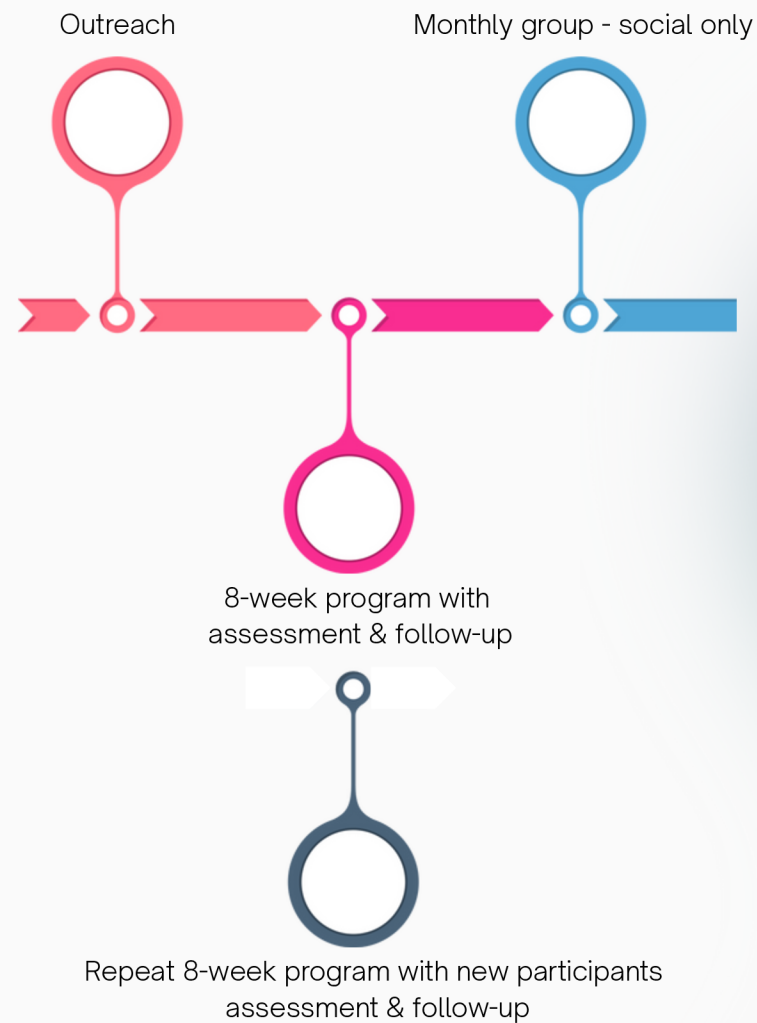 Outreach
Monthly group - social only
8-week program with
assessment & follow-up
Repeat 8-week program with new participants
assessment & follow-up